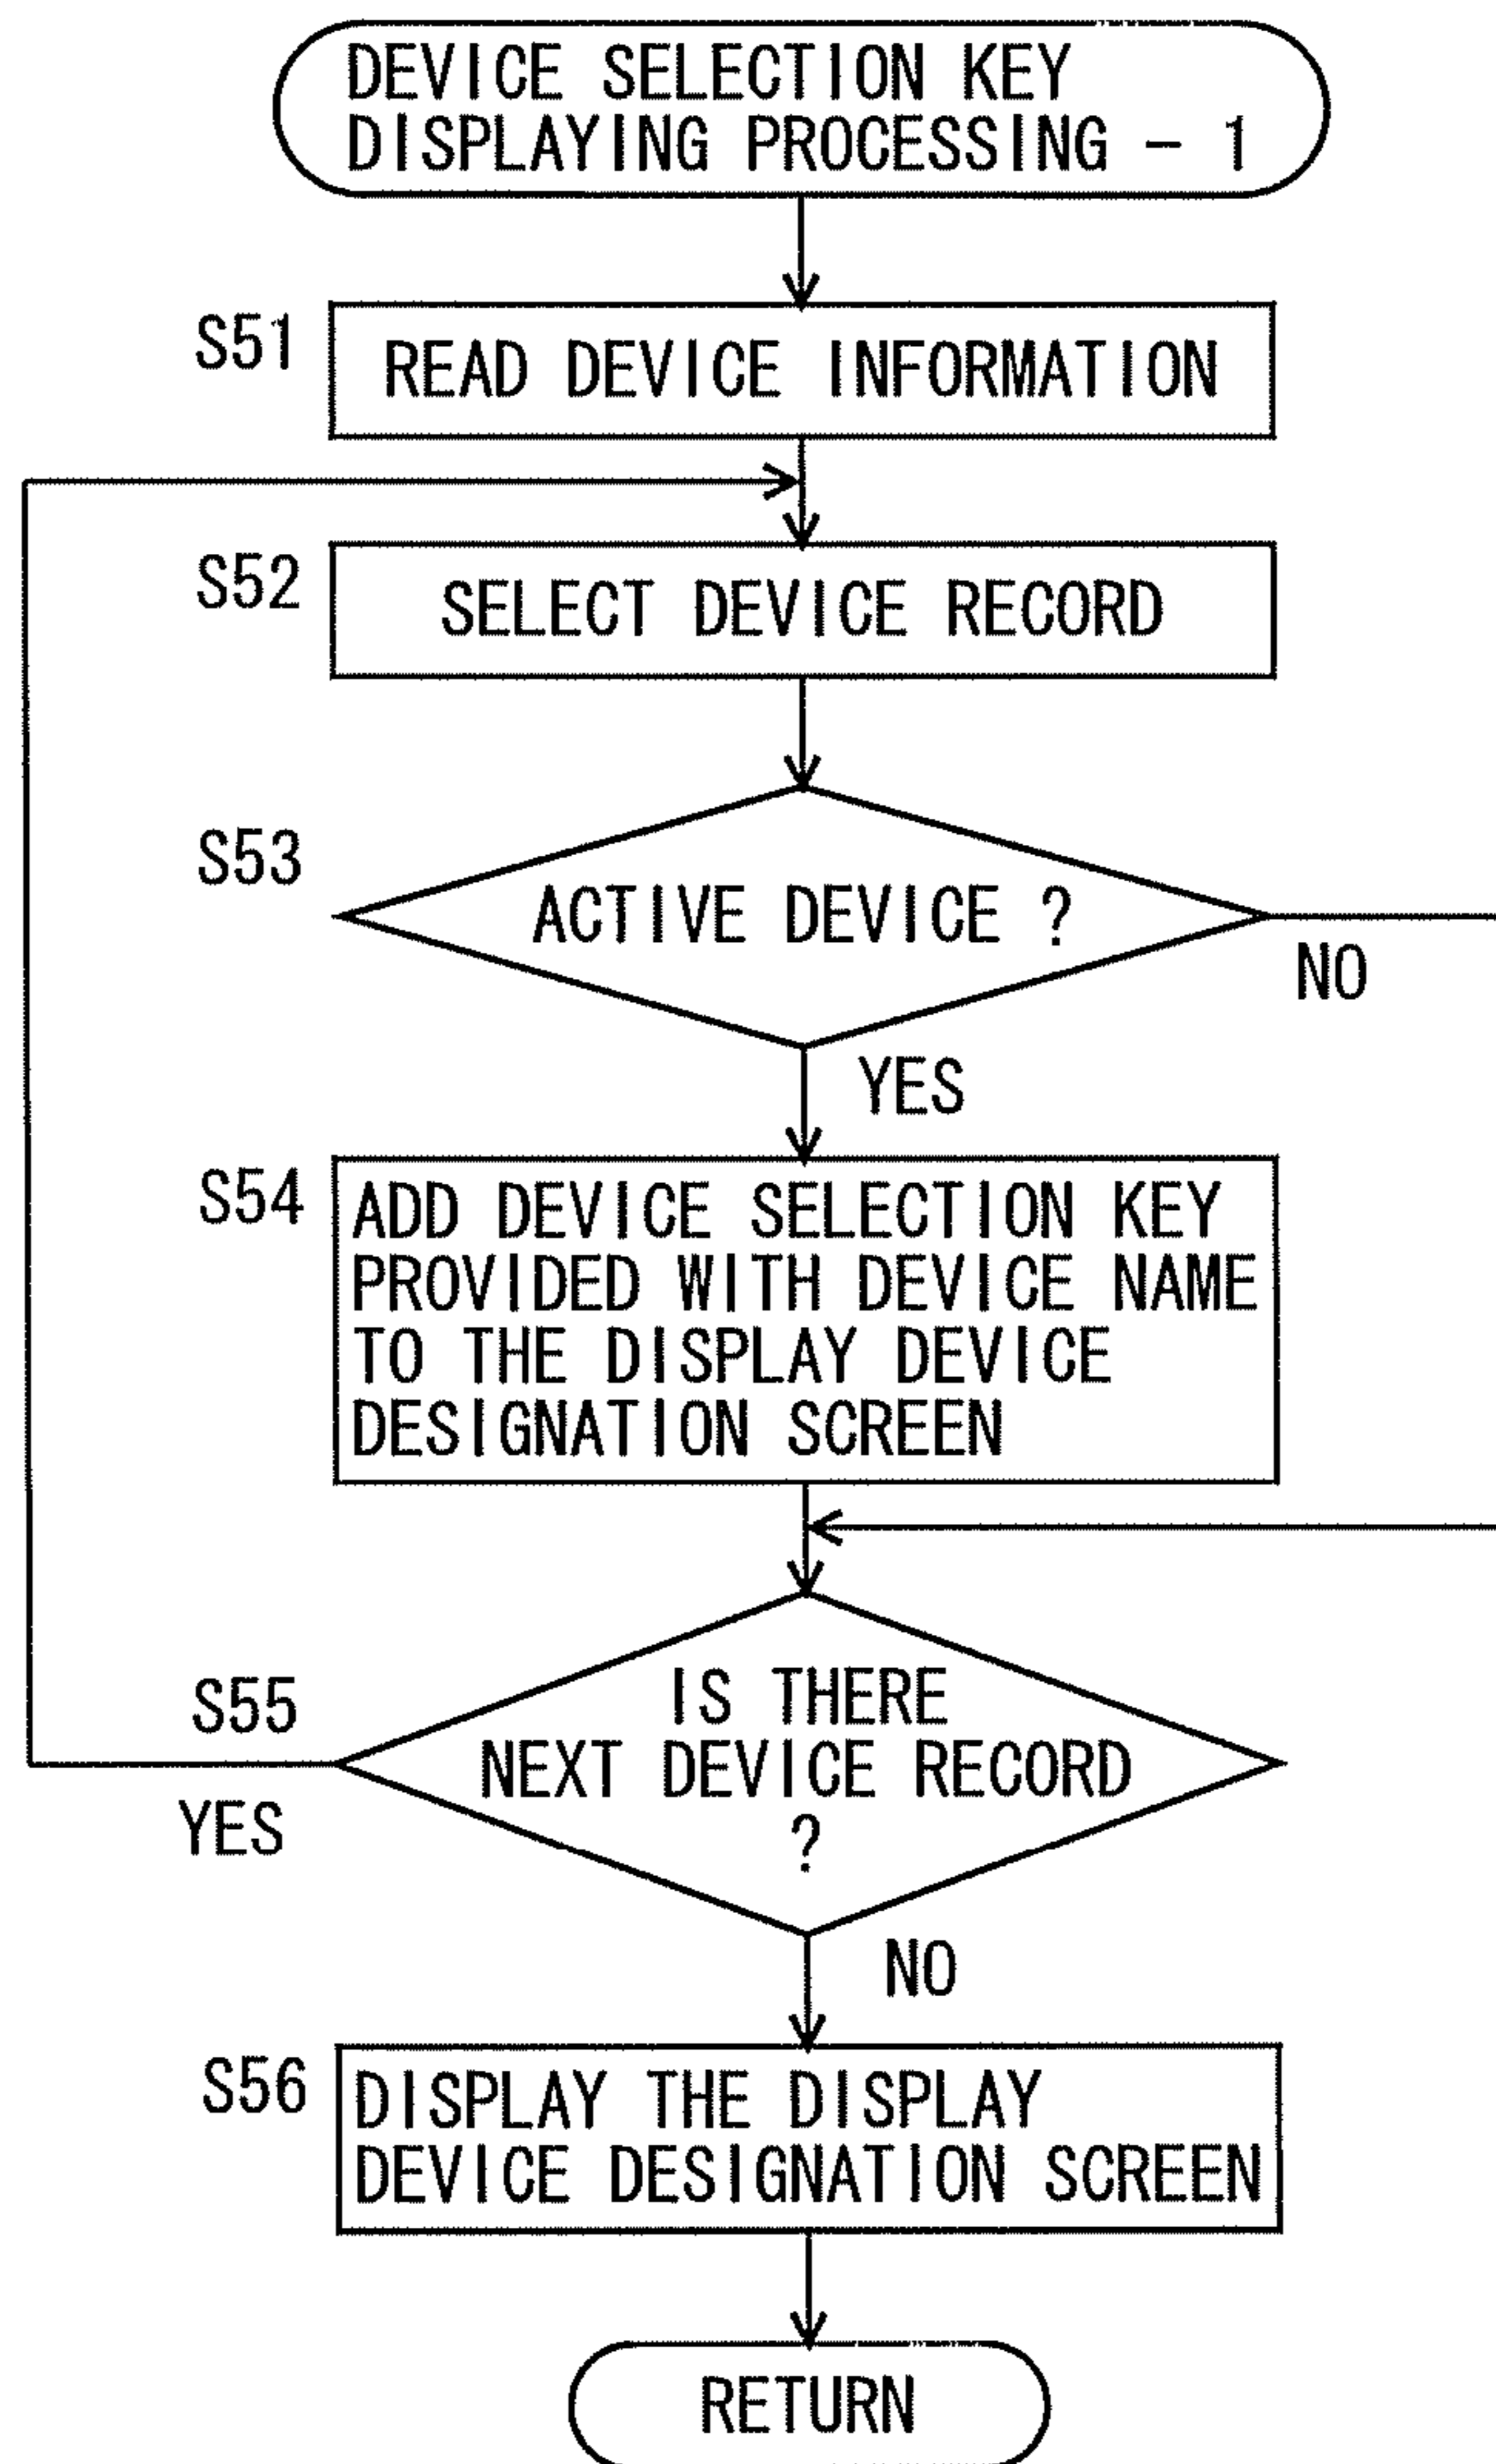 DEVICE SELECTION KEY
DISPLAYING PROCESSING - 1
S51
READ DEVICE INFORMATION
S52
SELECT DEVICE RECORD
S53
ACTIVE DEVICE ?
NO
YES
S54
ADD DEVICE SELECTION KEY
PROVIDED WITH DEVICE NAME
TO THE DISPLAY DEVICE
DESIGNATION SCREEN
S55
IS THERE
NEXT DEVICE RECORD
?
YES
NO
S56
DISPLAY THE DISPLAY
DEVICE DESIGNATION SCREEN
RETURN